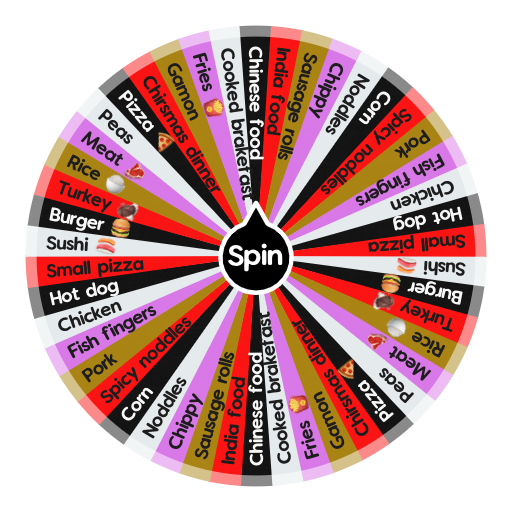 Chinese food
India food
Sausage rolls
Chippy
Noddles
Corn
Spicy noddles
Pork
Fish fingers
Chicken
Hot dog
Small pizza
Sushi
Burger
Turkey
Rice
Meat
Peas
Pizza
Chirsmas dinner
Gamon
Fries
Cooked brakerast
Chinese food
India food
Sausage rolls
Chippy
Noddles
Corn
Spicy noddles
Pork
Fish fingers
Chicken
Hot dog
Small pizza
Sushi
Burger
Turkey
Rice
Meat
Peas
Pizza
Chirsmas dinner
Gamon
Fries
Cooked brakerast
Spin